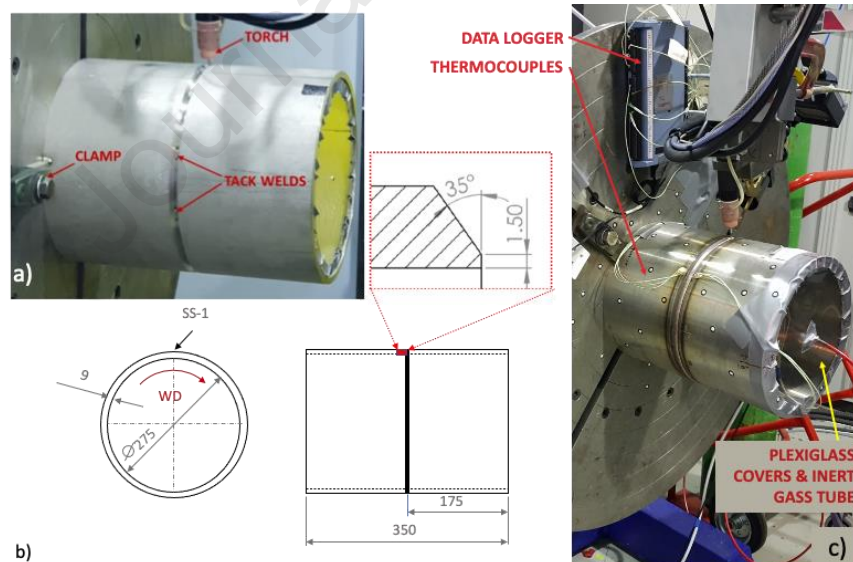 Journal
TORCH
CLAMP
TACK WELDS
a)
DATA LOGGER
THERMOCOUPLES
35°
1.50
SS-1
9
WD
Ø275
175
350
b)
PLEXIGLASS
COVERS & INERT
GASS TUBE
c)